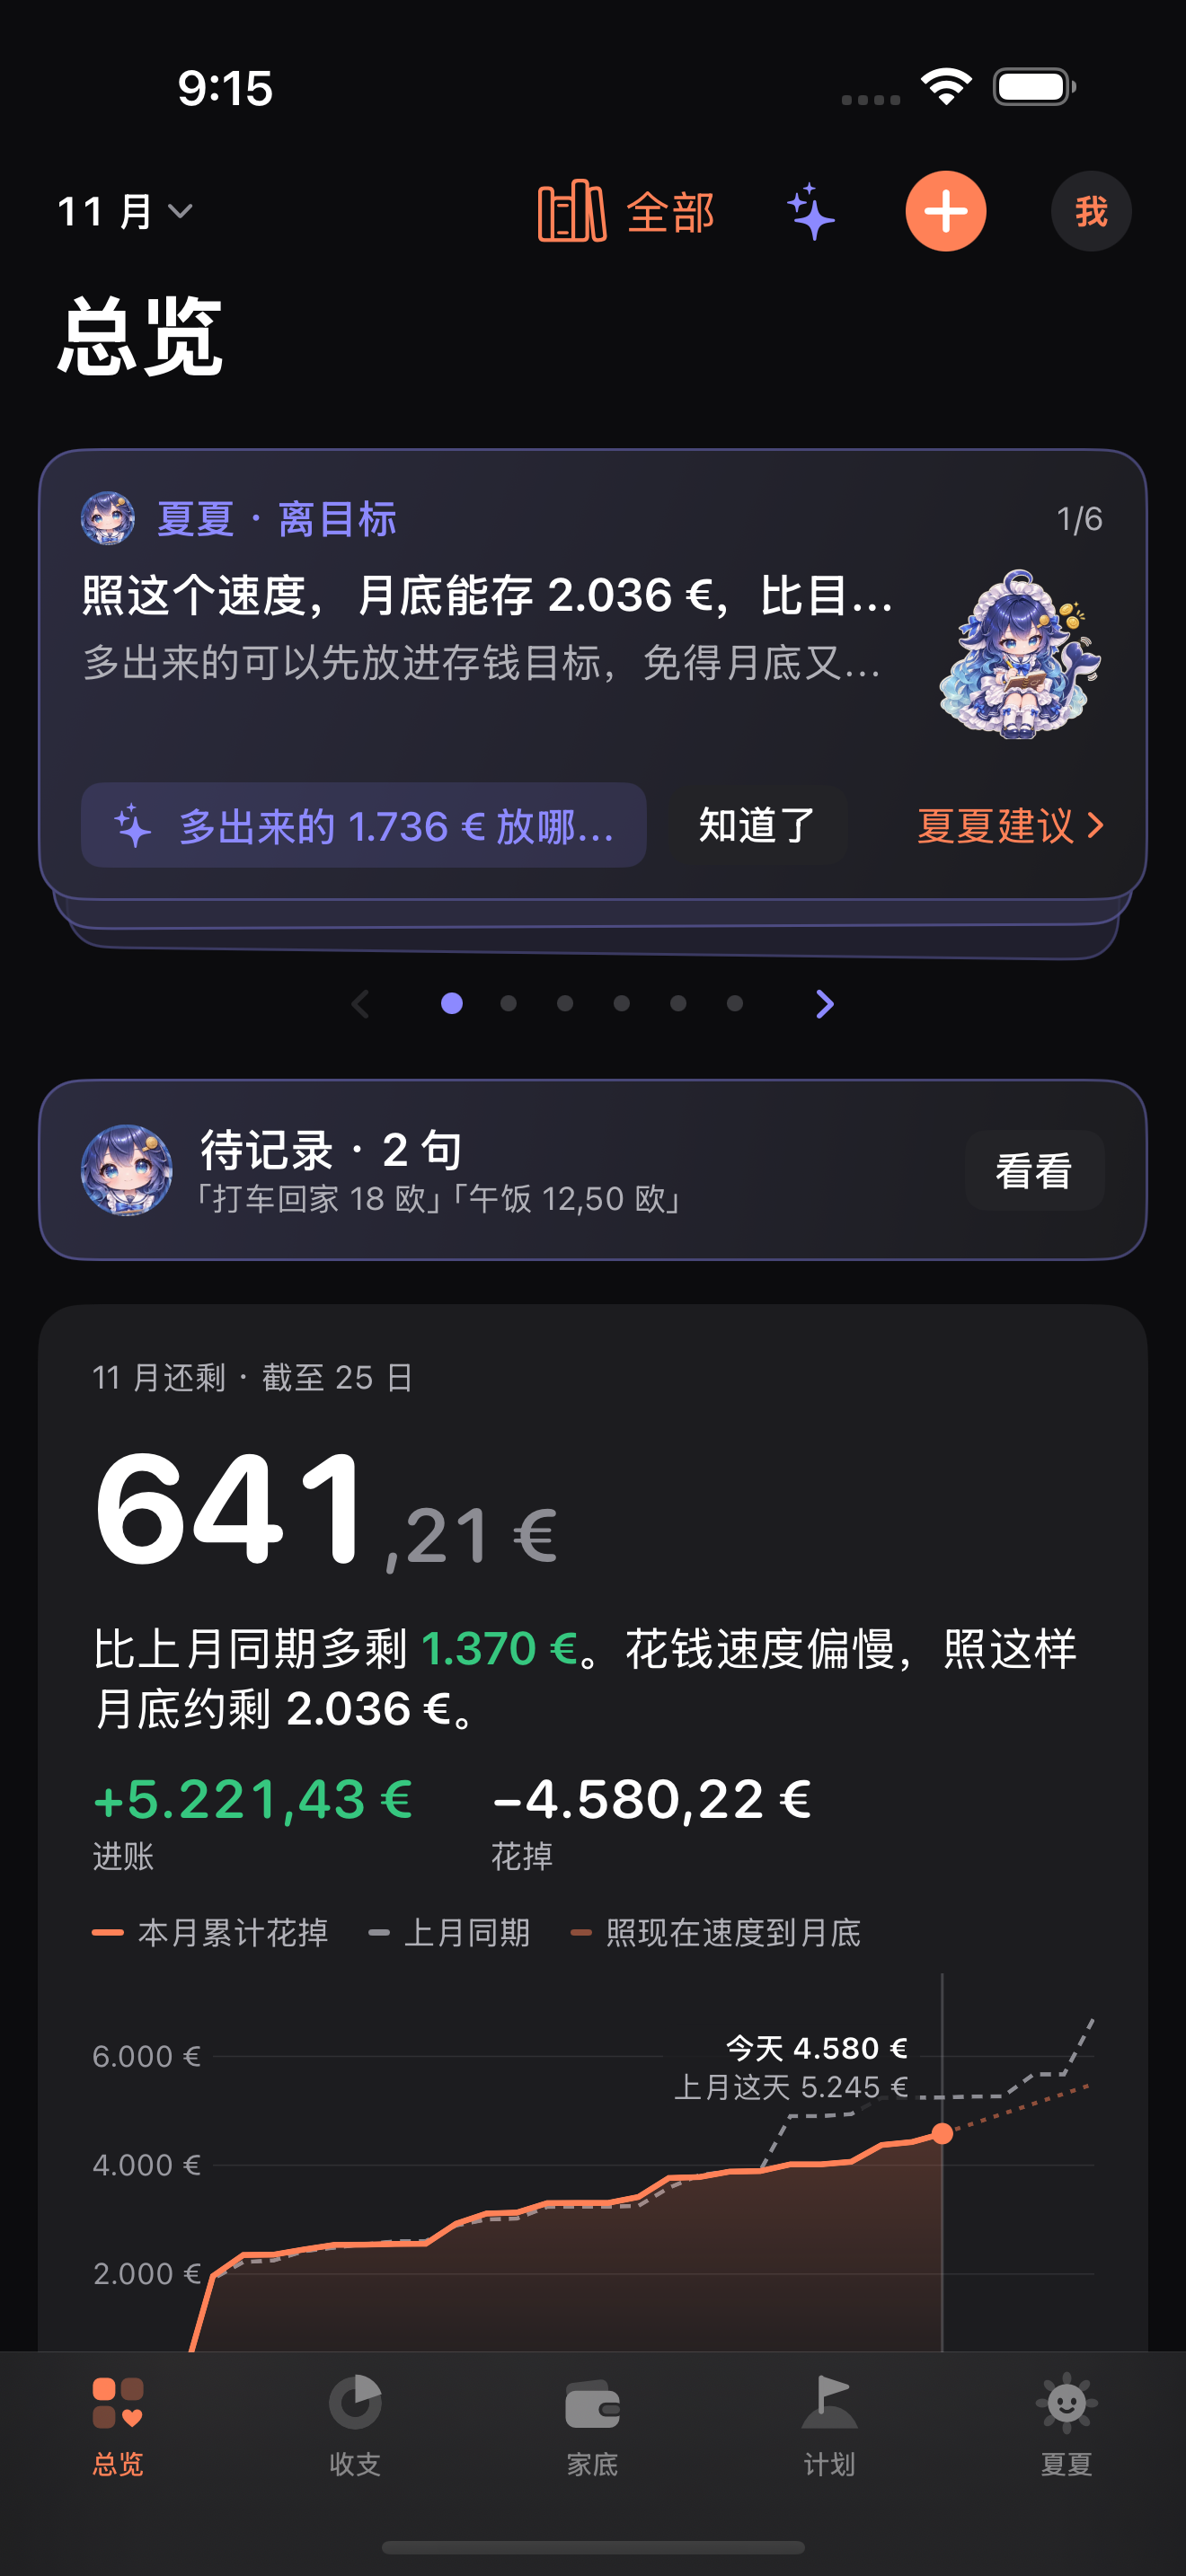 9:15
11 月
全部
我
总览
夏夏 · 离目标
1/6
照这个速度，月底能存 2.036 €，比目...
多出来的可以先放进存钱目标，免得月底又...
多出来的 1.736 € 放哪...
知道了
夏夏建议
待记录 · 2 句
「打车回家 18 欧」「午饭 12,50 欧」
看看
11 月还剩 · 截至 25 日
641,21 €
比上月同期多剩 1.370 €。花钱速度偏慢，照这样
月底约剩 2.036 €。
+5.221,43 €
−4.580,22 €
进账
花掉
本月累计花掉
上月同期
照现在速度到月底
今天 4.580 €
上月这天 5.245 €
6.000 €
4.000 €
2.000 €
总览
收支
家底
计划
夏夏